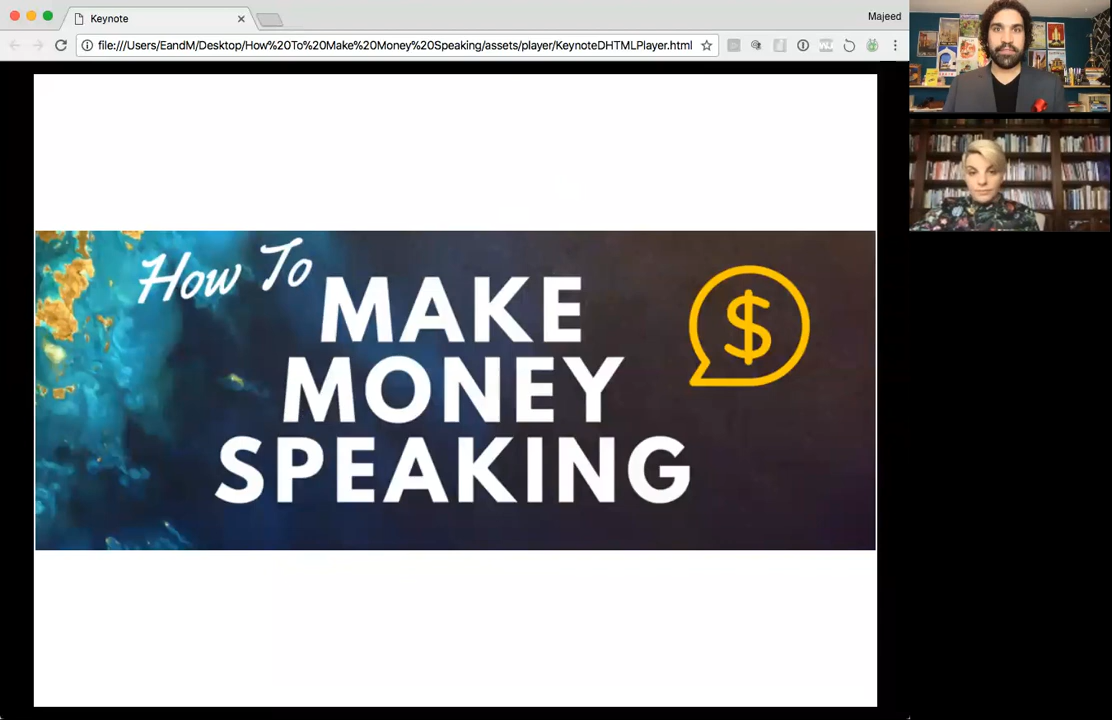 Keynote
Majeed
file:///Users/EandM/Desktop/How%20To%20Make%20Money%20Speaking/assets/player/KeynoteDHTMLPlayer.html
How To
MAKE
MONEY
SPEAKING
$